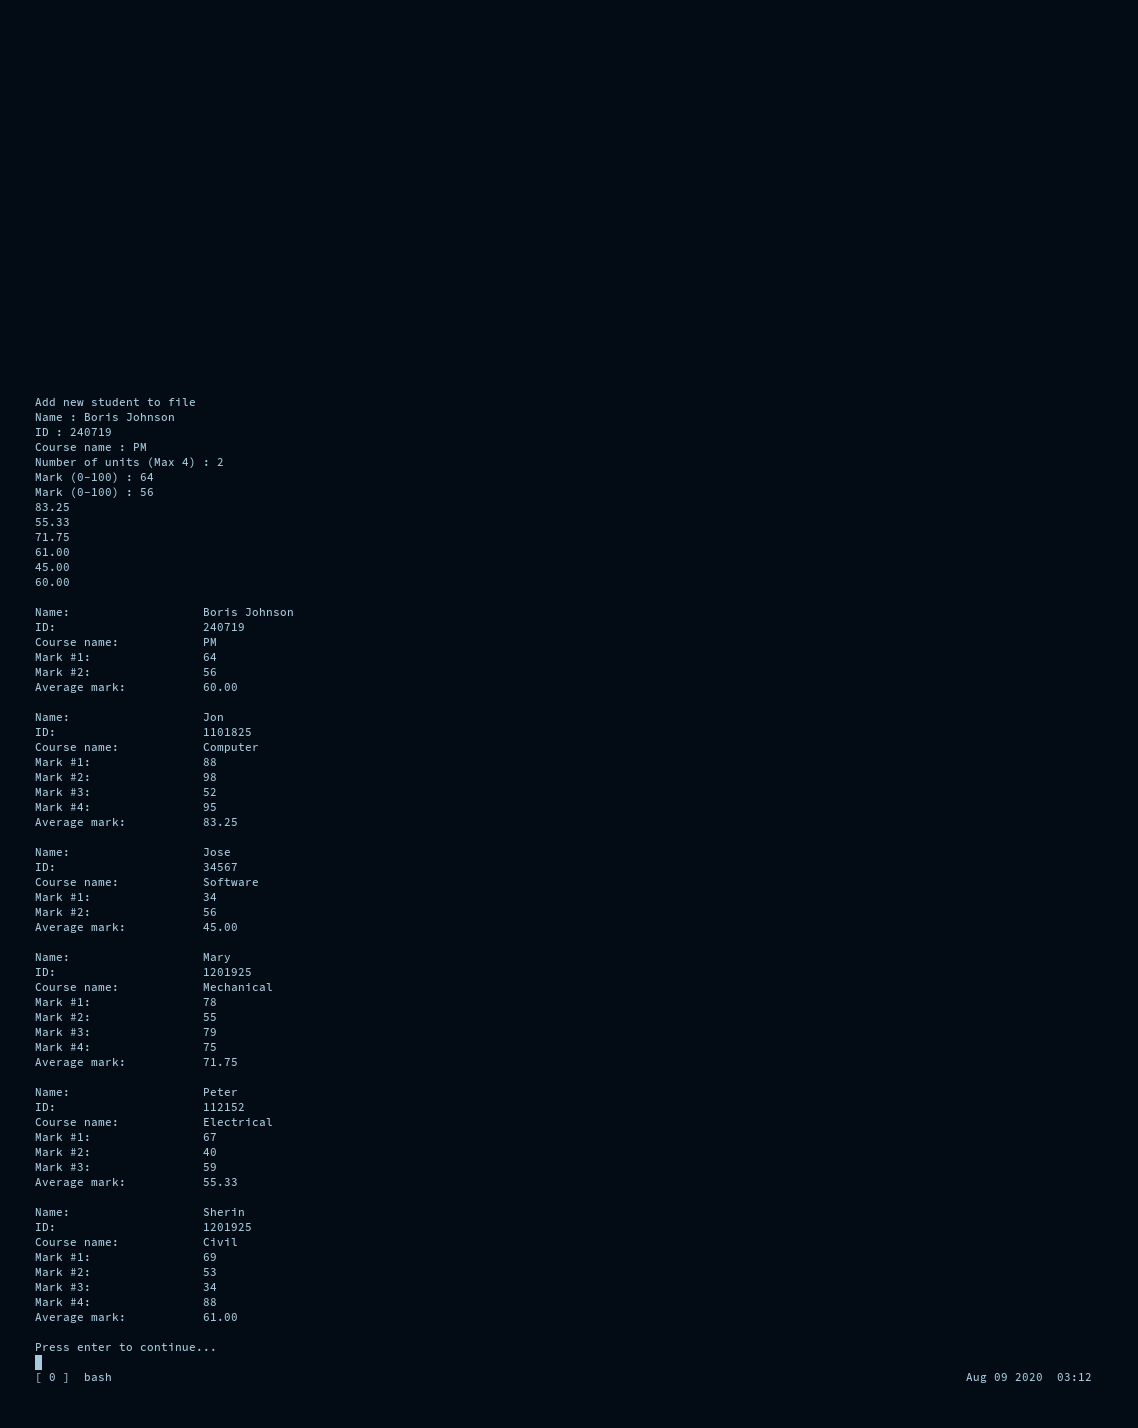 Add new student to file
Name : Boris Johnson
ID : 240719
Course name : PM
Number of units (Max 4) : 2
Mark (0-100) : 64
Mark (0-100) : 56
83.25
55.33
71.75
61.00
45.00
60.00
Name: Boris Johnson
ID: 240719
Course name: PM
Mark #1: 64
Mark #2: 56
Average mark: 60.00
Name: Jon
ID: 1101825
Course name: Computer
Mark #1: 88
Mark #2: 98
Mark #3: 52
Mark #4: 95
Average mark: 83.25
Name: Jose
ID: 34567
Course name: Software
Mark #1: 34
Mark #2: 56
Average mark: 45.00
Name: Mary
ID: 1201925
Course name: Mechanical
Mark #1: 78
Mark #2: 55
Mark #3: 79
Mark #4: 75
Average mark: 71.75
Name: Peter
ID: 112152
Course name: Electrical
Mark #1: 67
Mark #2: 40
Mark #3: 59
Average mark: 55.33
Name: Sherin
ID: 1201925
Course name: Civil
Mark #1: 69
Mark #2: 53
Mark #3: 34
Mark #4: 88
Average mark: 61.00
Press enter to continue...
[ 0 ] bash Aug 09 2020 03:12